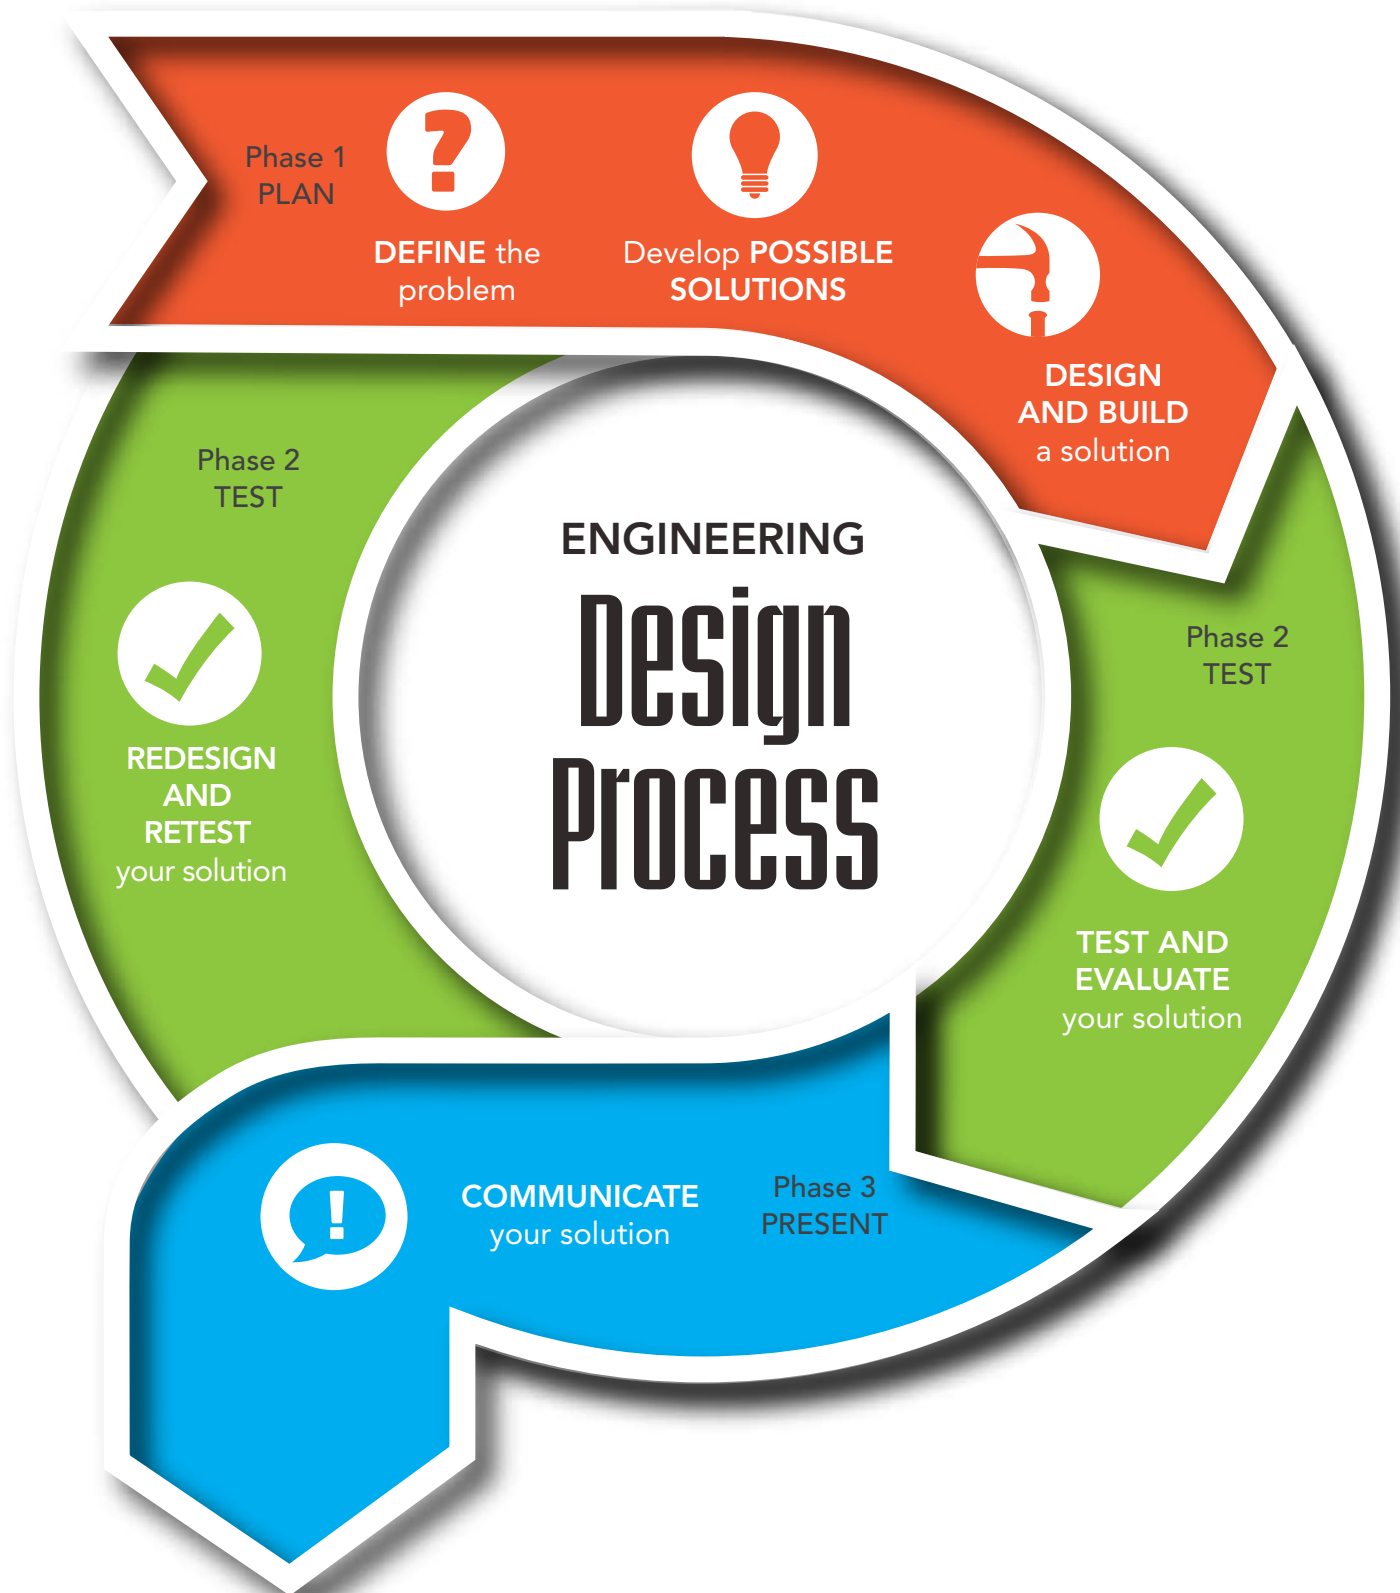 Phase 1
PLAN
DEFINE the
problem
Develop POSSIBLE
SOLUTIONS
DESIGN
AND BUILD
a solution
Phase 2
TEST
TEST AND
EVALUATE
your solution
Phase 2
TEST
REDESIGN
AND
RETEST
your solution
ENGINEERING
Design
Process
COMMUNICATE
your solution
Phase 3
PRESENT